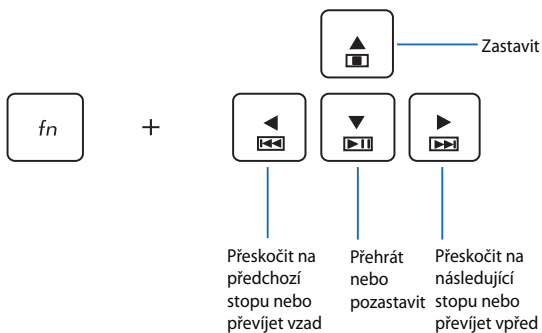 Zastavit
fn
+
Přeskočit na
předchozí
stopu nebo
převíjet vzad
Přehrát
nebo
pozastavit
Přeskočit na
následující
stopu nebo
převíjet vpřed